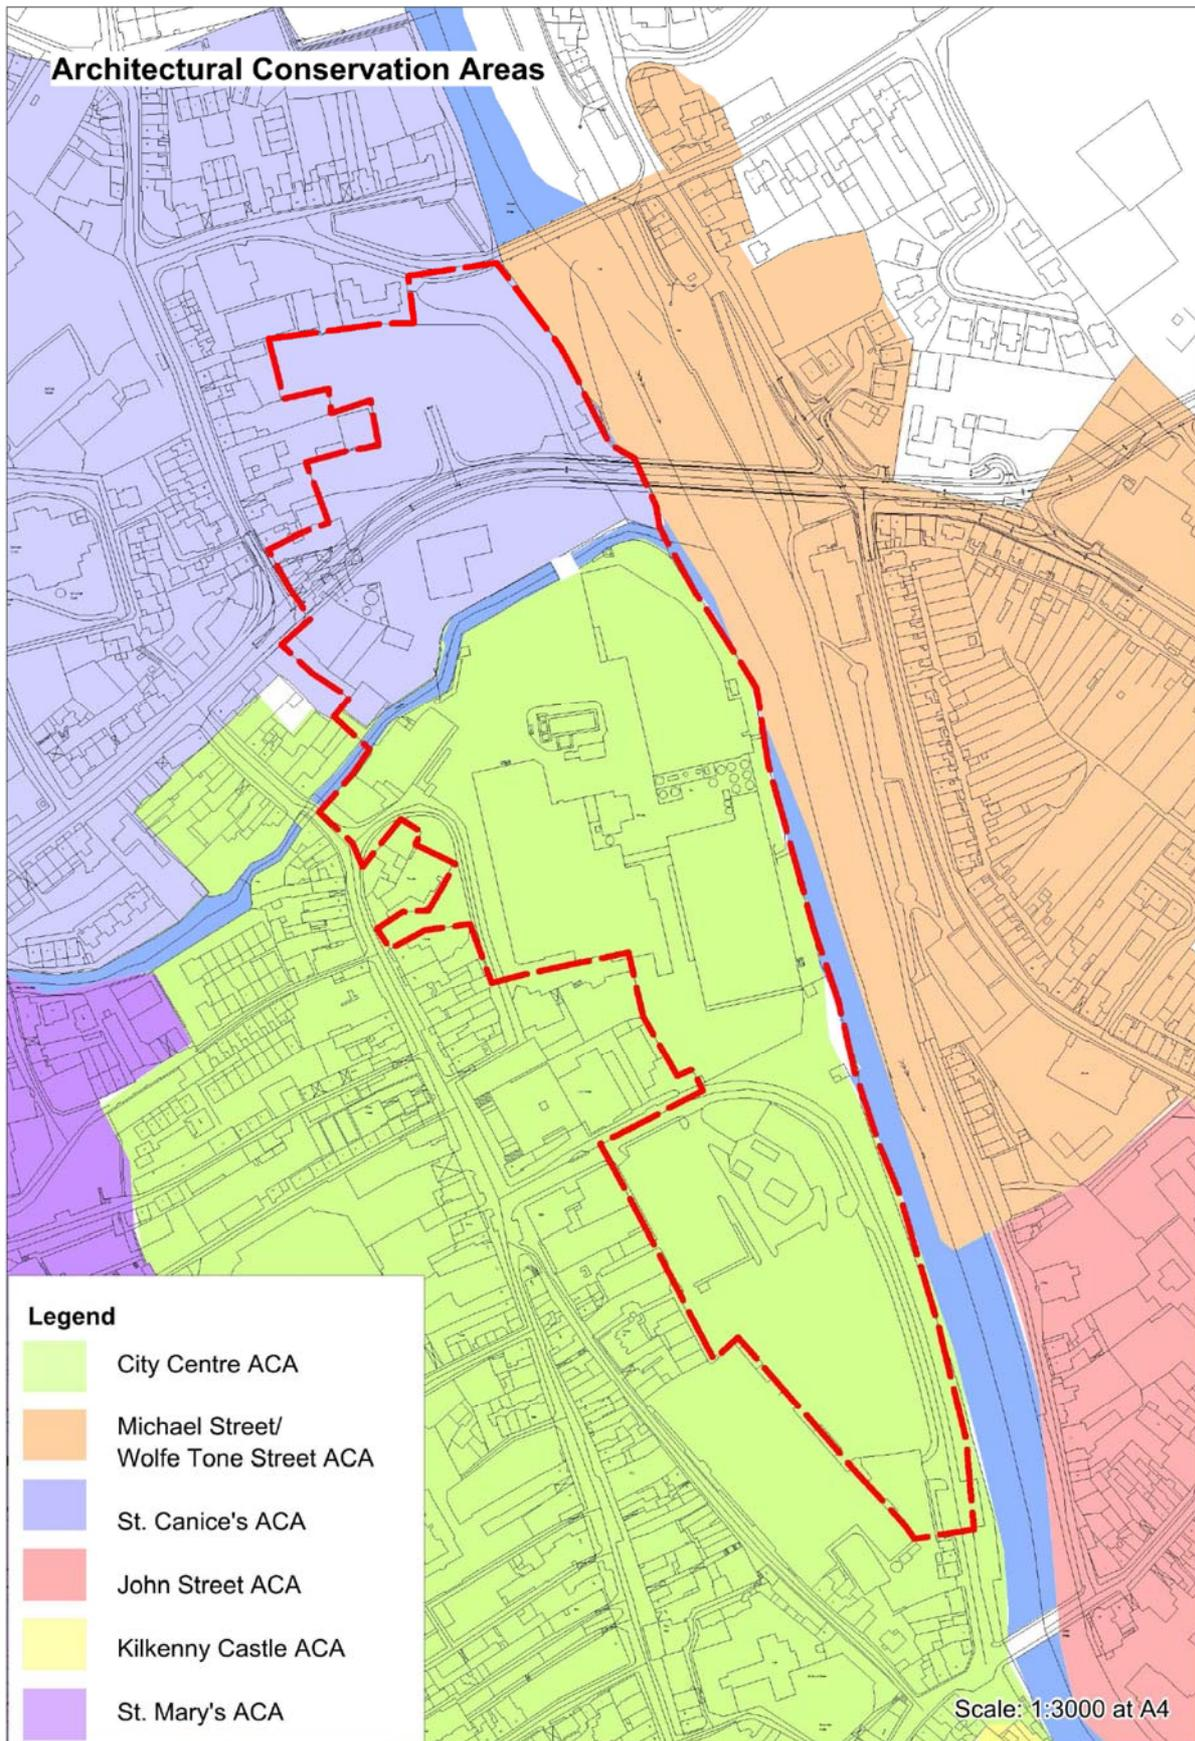 Architectural Conservation Areas
Legend
City Centre ACA
Michael Street/
Wolfe Tone Street ACA
St. Canice's ACA
John Street ACA
Kilkenny Castle ACA
St. Mary's ACA
Scale: 1:3000 at A4